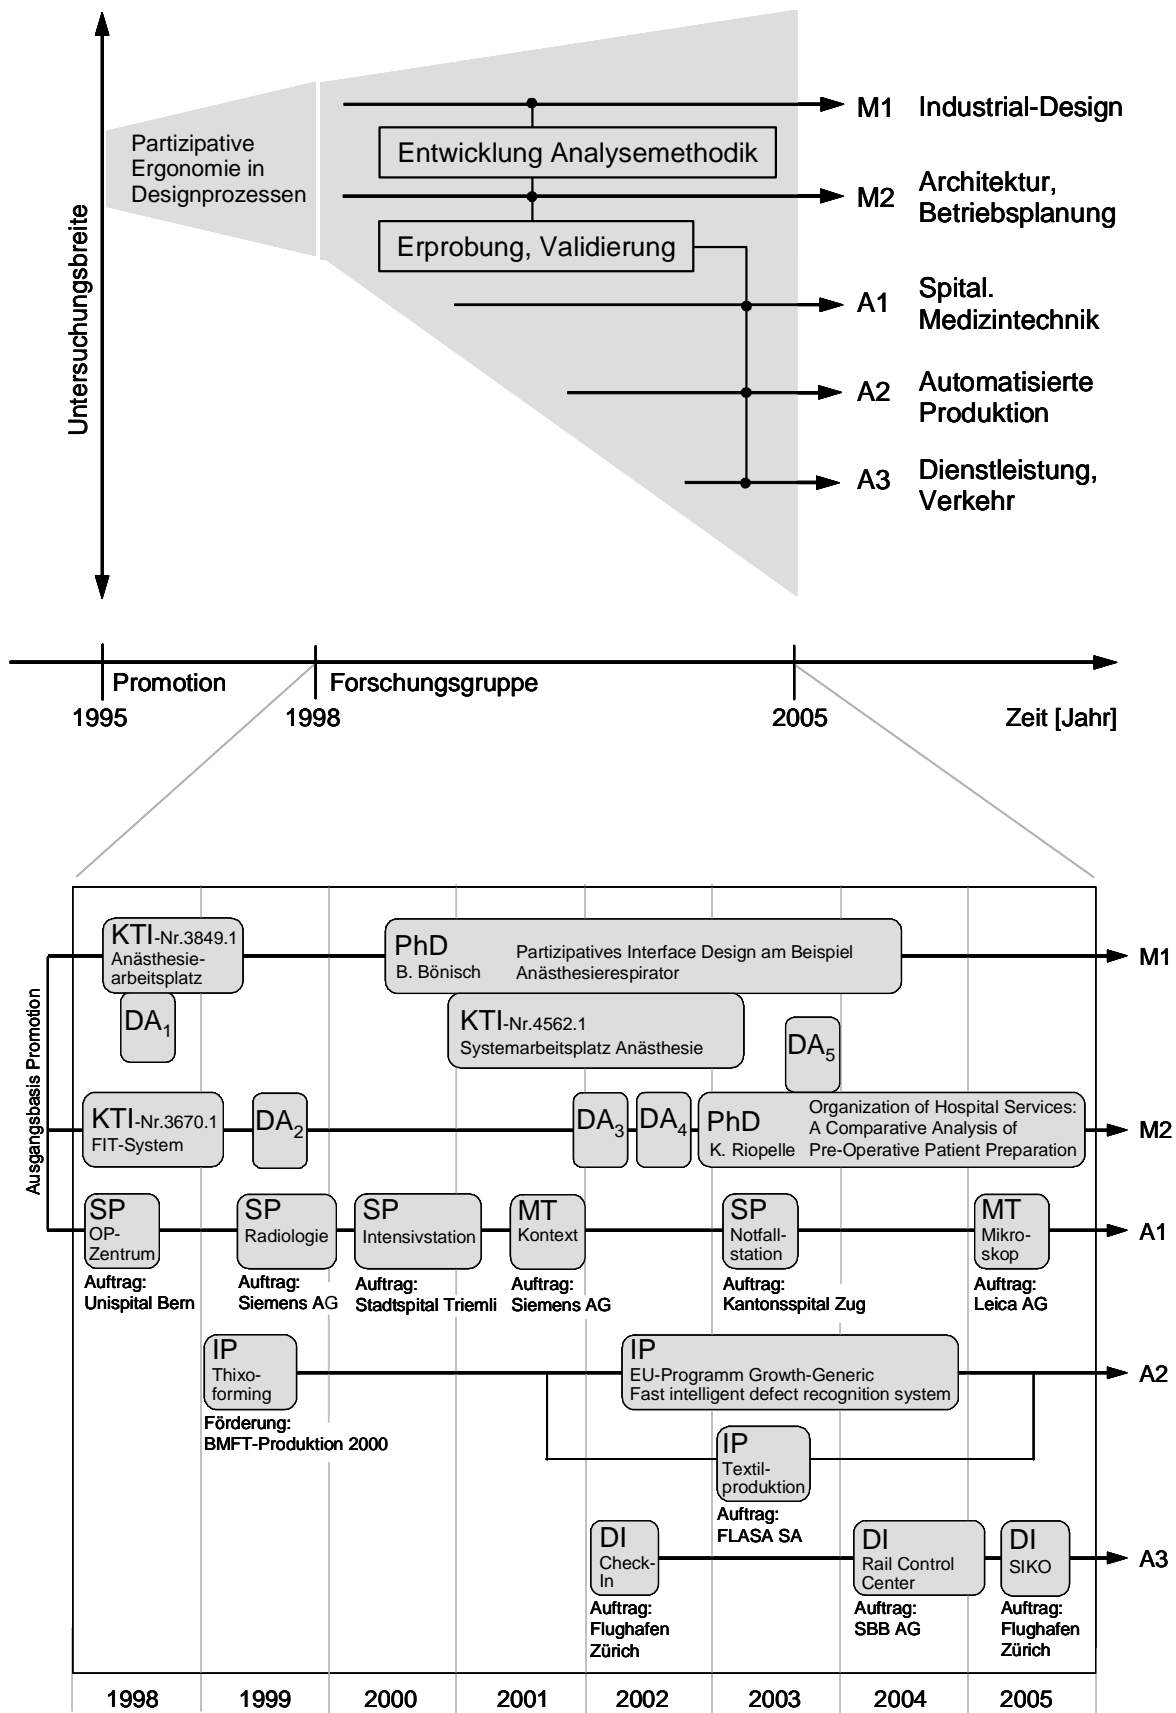 Untersuchungsbreite
Partizipative
Ergonomie in
Designprozessen
Entwicklung Analysemethodik
Erprobung, Validierung
M1 Industrial-Design
M2 Architektur,
Betriebsplanung
A1 Spital.
Medizintechnik
A2 Automatisierte
Produktion
A3 Dienstleistung,
Verkehr
Promotion
Forschungsgruppe
1995
1998
2005
Zeit [Jahr]
Ausgangsbasis Promotion
KTI-Nr.3849.1
Anästhesie-
arbeitsplatz
DA1
PhD
B. Bönisch
Partizipatives Interface Design am Beispiel
Anästhesierespirator
M1
KTI-Nr.4562.1
Systemarbeitsplatz Anästhesie
DA5
KTI-Nr.3670.1
FIT-System
DA2
DA3
DA4
PhD
K. Riopelle
Organization of Hospital Services:
A Comparative Analysis of
Pre-Operative Patient Preparation
M2
SP
OP-
Zentrum
Auftrag:
Unispital Bern
SP
Radiologie
Auftrag:
Siemens AG
SP
Intensivstation
Auftrag:
Stadtspital Triemli
MT
Kontext
Auftrag:
Siemens AG
SP
Notfall-
station
Auftrag:
Kantonsspital Zug
MT
Mikro-
skop
Auftrag:
Leica AG
A1
IP
Thixo-
forming
Förderung:
BMFT-Produktion 2000
IP
EU-Programm Growth-Generic
Fast intelligent defect recognition system
A2
IP
Textil-
produktion
Auftrag:
FLASA SA
DI
Check-
In
Auftrag:
Flughafen
Zürich
DI
Rail Control
Center
Auftrag:
SBB AG
DI
SIKO
Auftrag:
Flughafen
Zürich
A3
1998
1999
2000
2001
2002
2003
2004
2005